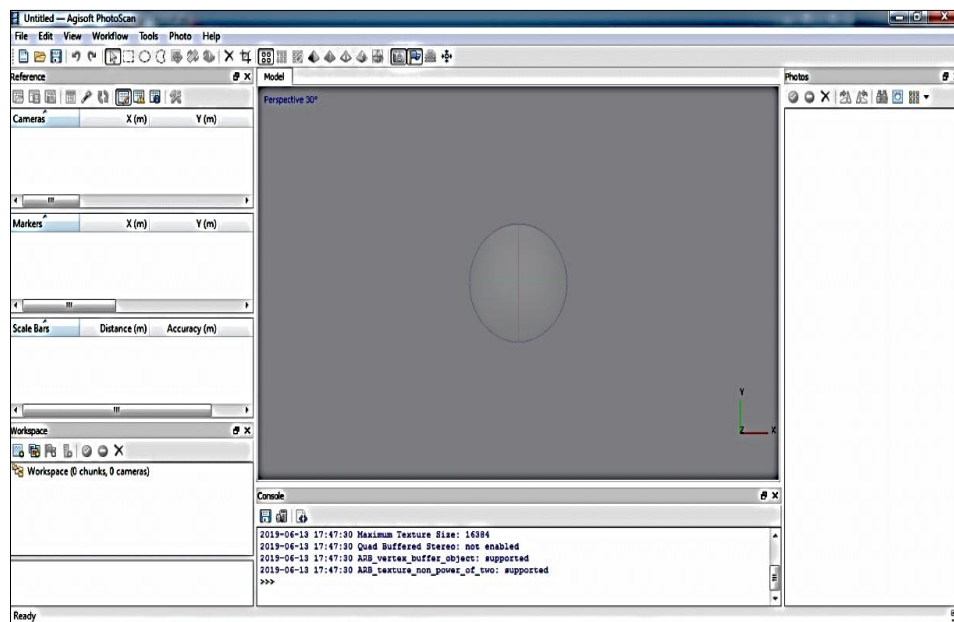 Untitled — Agisoft PhotoScan
File Edit View Workflow Tools Photo Help
Reference
Cameras X (m) Y (m)
Markers X (m) Y (m)
Scale Bars Distance (m) Accuracy (m)
Workspace
Workspace (0 chunks, 0 cameras)
Model
Perspective 30°
Y
Z X
Console
2019-06-13 17:47:30 Maximum Texture Size: 16384
2019-06-13 17:47:30 Quad Buffered Stereo: not enabled
2019-06-13 17:47:30 ARB_vertex_buffer_object: supported
2019-06-13 17:47:30 ARB_texture_non_power_of_two: supported
>>>
Photos
Ready